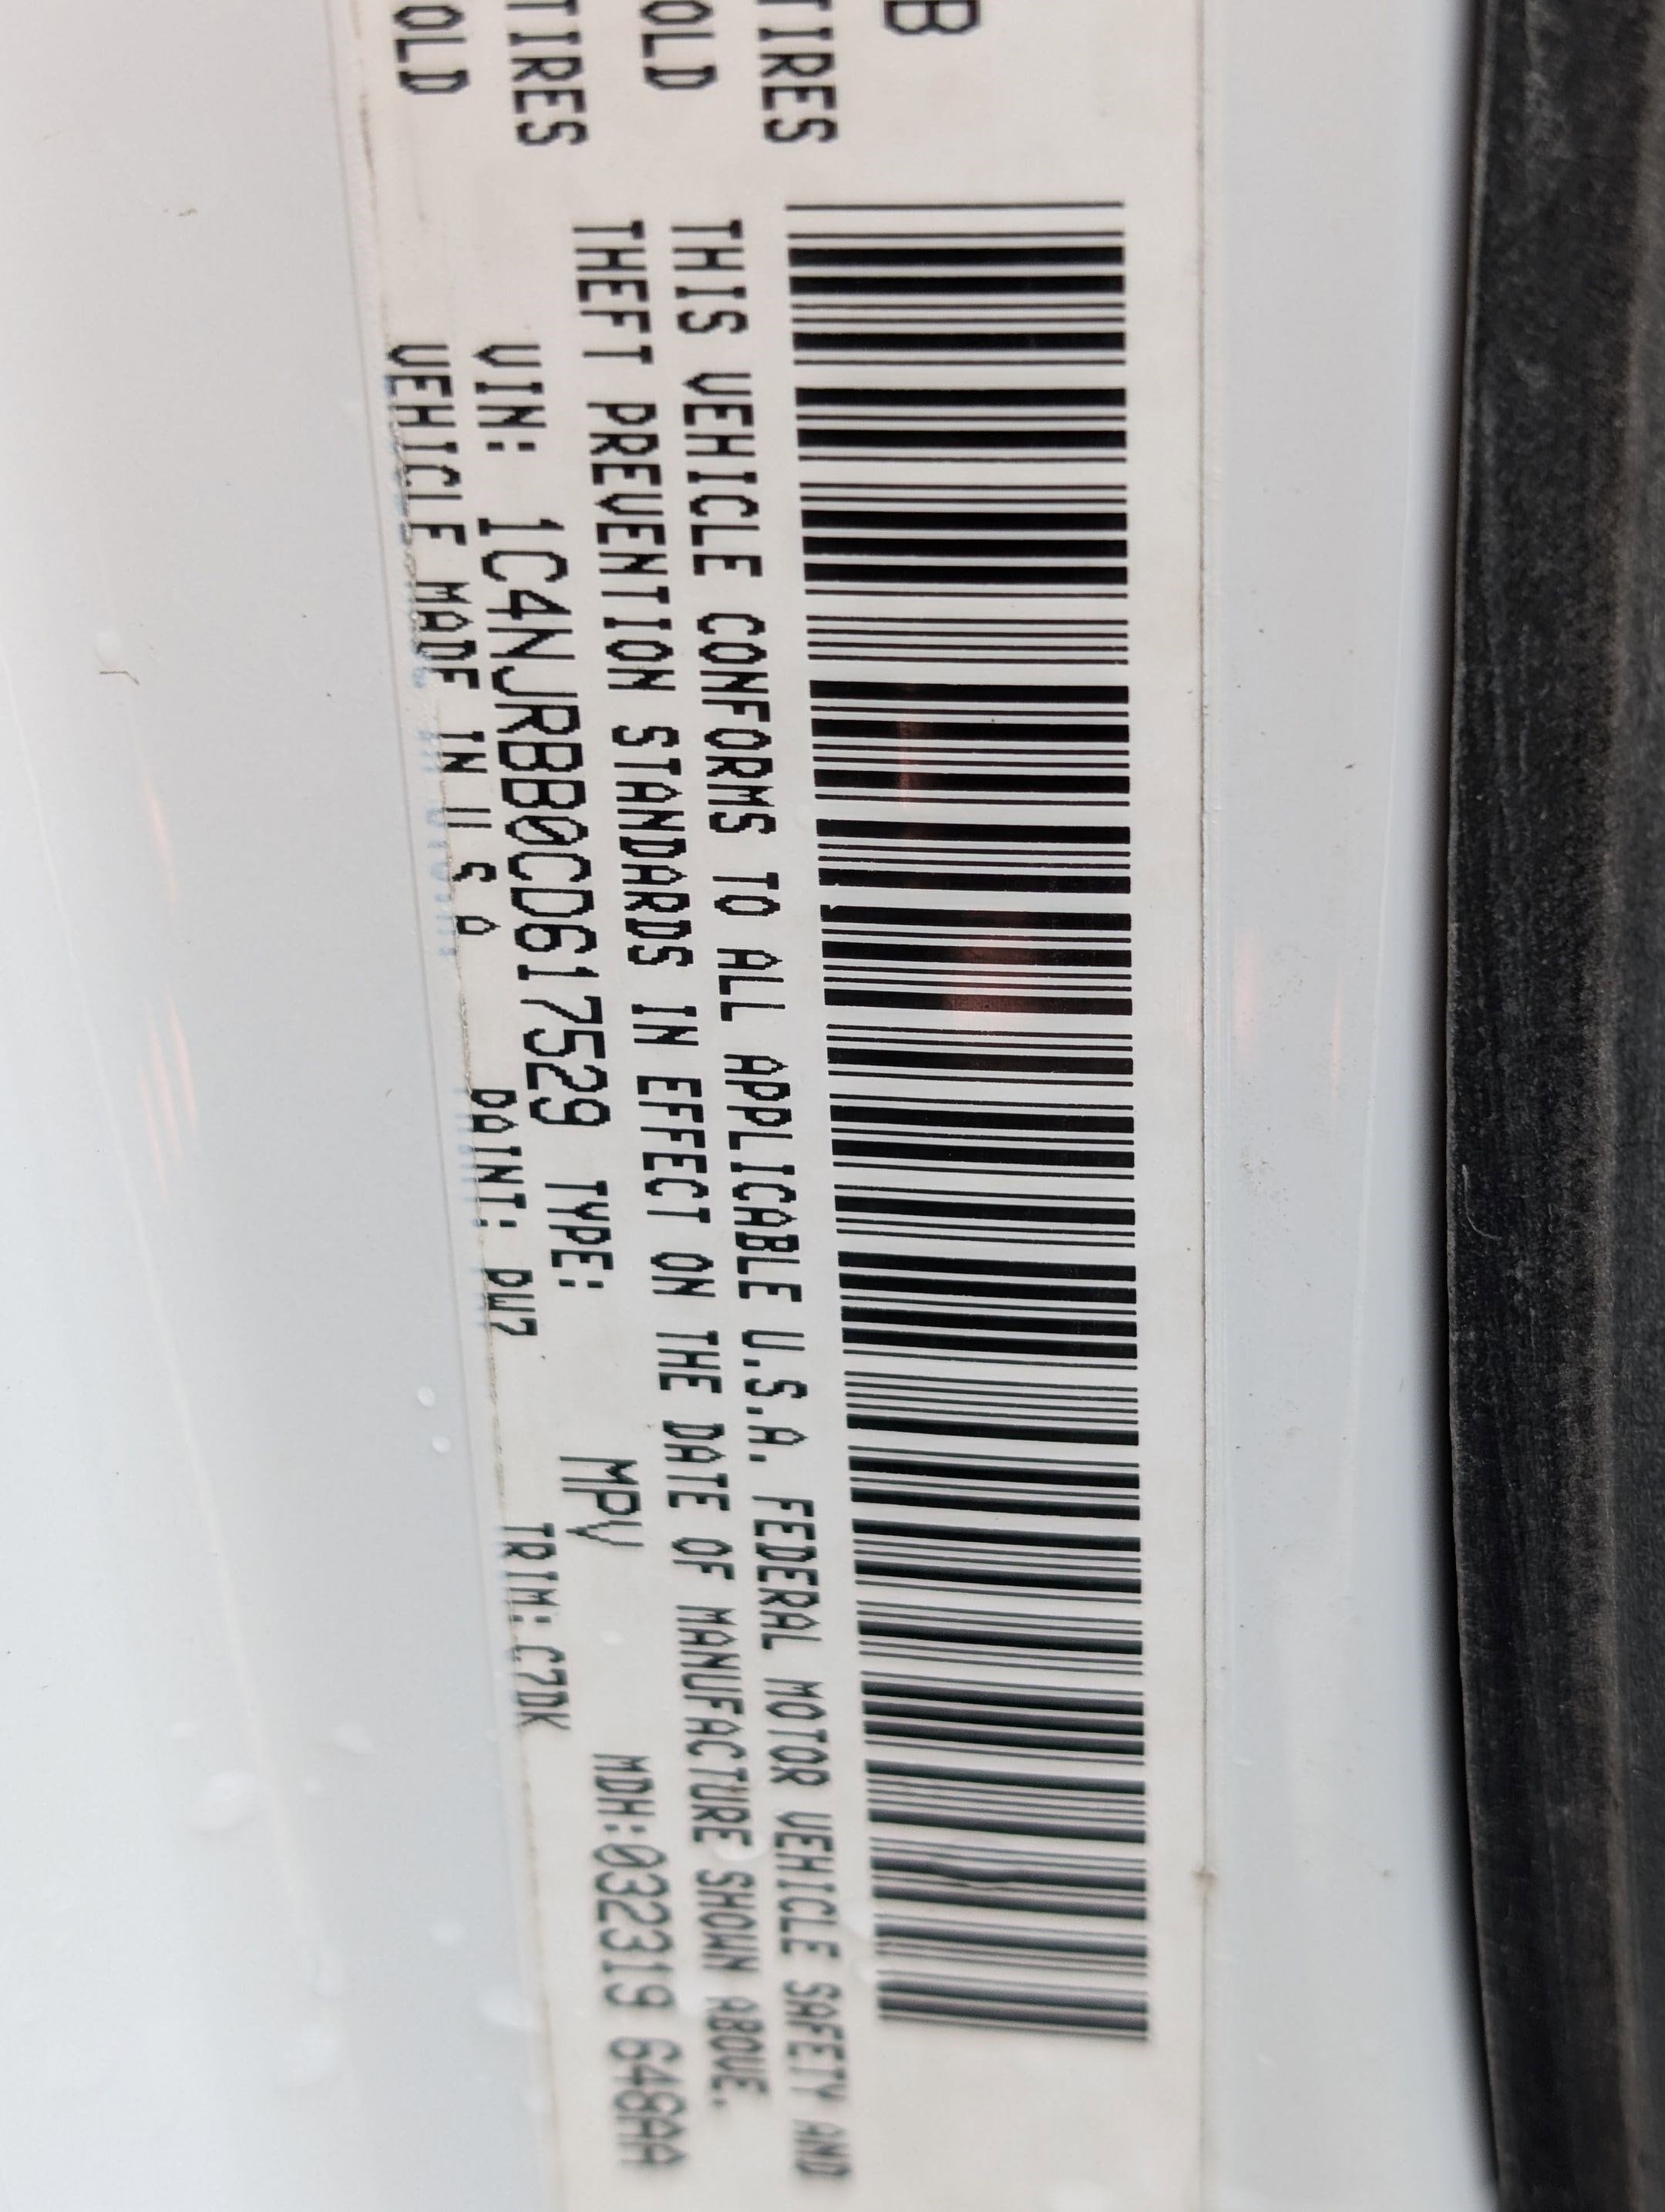 B
TIRES
OLD
TIRES
OLD
THIS VEHICLE CONFORMS TO ALL APPLICABLE U.S.A. FEDERAL MOTOR VEHICLE SAFETY AND
THEFT PREVENTION STANDARDS IN EFFECT ON THE DATE OF MANUFACTURE SHOWN ABOVE.
VIN: 1C4NJRBB0CD617529 TYPE: MPV MDH:032319 648AA
VEHICLE MADE IN U S A PAINT: PW7 TRIM: C7DK